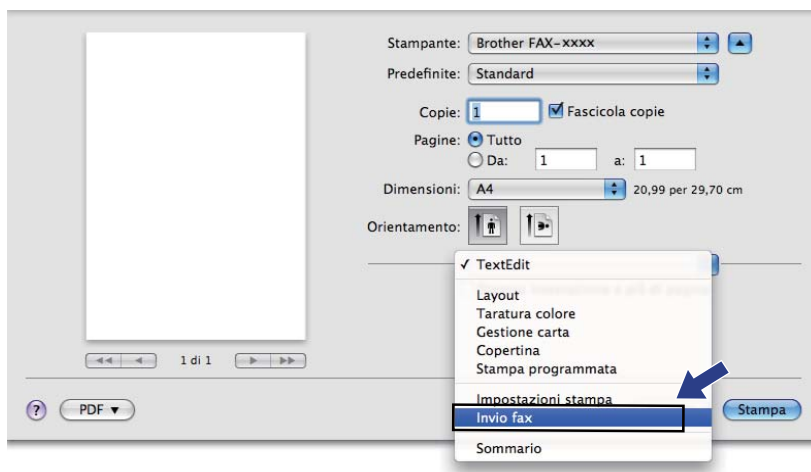 Stampante: Brother FAX-xxxx
Predefinite: Standard
Copie: 1 Fascicola copie
Pagine: Tutto
Da: 1 a: 1
Dimensioni: A4 20,99 per 29,70 cm
Orientamento:
✓ TextEdit
Layout
Taratura colore
Gestione carta
Copertina
Stampa programmata
Impostazioni stampa
Invio fax
Sommario
1 di 1
? PDF ▼ Stampa